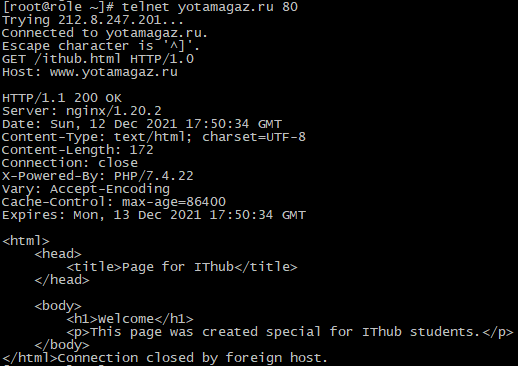 [root@role ~]# telnet yotamagaz.ru 80
Trying 212.8.247.201...
Connected to yotamagaz.ru.
Escape character is '^]'.
GET /ithub.html HTTP/1.0
Host: www.yotamagaz.ru

HTTP/1.1 200 OK
Server: nginx/1.20.2
Date: Sun, 12 Dec 2021 17:50:34 GMT
Content-Type: text/html; charset=UTF-8
Content-Length: 172
Connection: close
X-Powered-By: PHP/7.4.22
Vary: Accept-Encoding
Cache-Control: max-age=86400
Expires: Mon, 13 Dec 2021 17:50:34 GMT

<html>
    <head>
        <title>Page for IThub</title>
    </head>

    <body>
        <h1>Welcome</h1>
        <p>This page was created special for IThub students.</p>
    </body>
</html>Connection closed by foreign host.